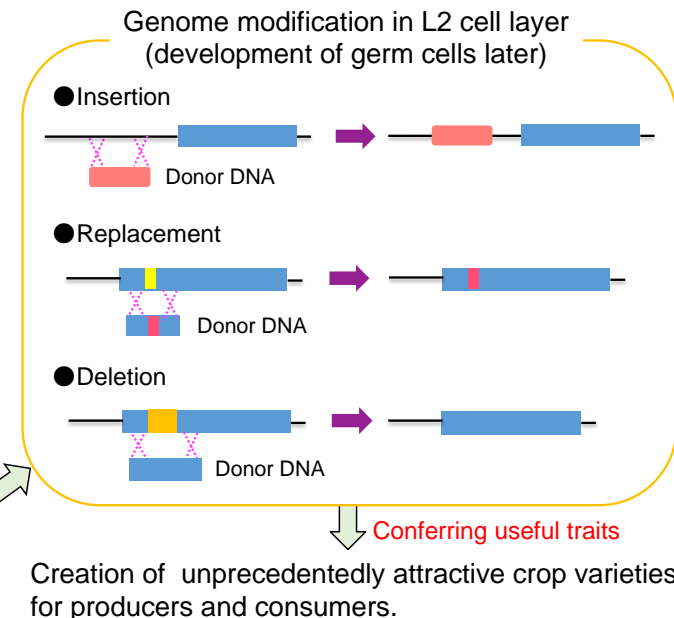 Genome modification in L2 cell layer
(development of germ cells later)
●Insertion
Donor DNA
●Replacement
Donor DNA
●Deletion
Donor DNA
Conferring useful traits
Creation of unprecedentedly attractive crop varieties
for producers and consumers.